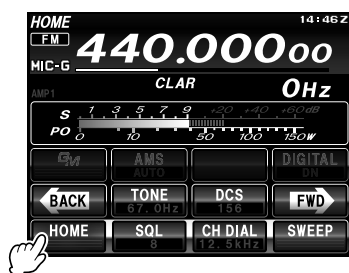 HOME 14:46Z
FM 440.00000
MIC-G
CLAR 0Hz
AMP1
S 1 3 5 7 9 +20 +40 +60dB
PO 0 10 50 100 150W
GM AMS DIGITAL
AUTO DN
BACK TONE DCS FWD
67.0Hz 156
HOME SQL CH DIAL SWEEP
8 12.5kHz